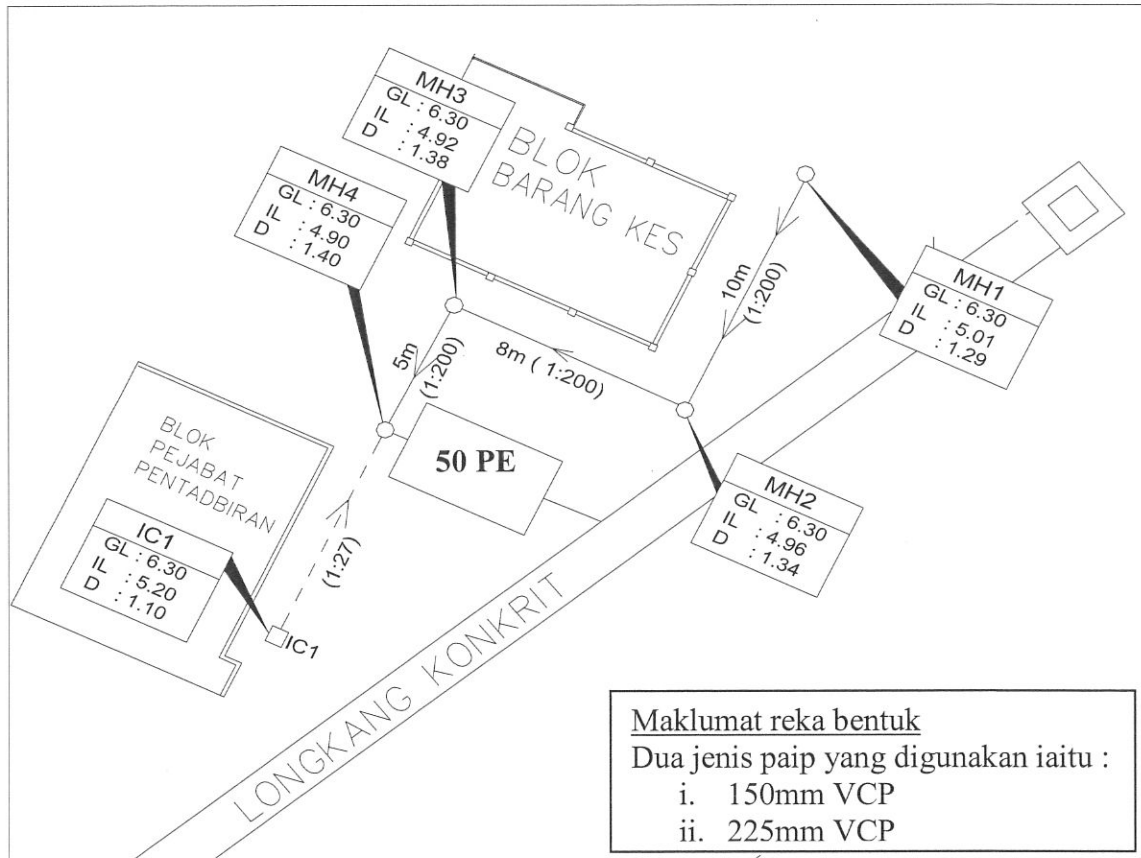 MH3
GL : 6.30
IL : 4.92
D : 1.38
MH4
GL : 6.30
IL : 4.90
D : 1.40
BLOK
BARANG KES
10m
(1:200)
MH1
GL : 6.30
IL : 5.01
D : 1.29
5m
(1:200)
8m ( 1:200)
BLOK
PEJABAT
PENTADBIRAN
50 PE
MH2
GL : 6.30
IL : 4.96
D : 1.34
IC1
GL : 6.30
IL : 5.20
D : 1.10
(1:27)
IC1
LONGKANG KONKRIT
Maklumat reka bentuk
Dua jenis paip yang digunakan iaitu :
i. 150mm VCP
ii. 225mm VCP